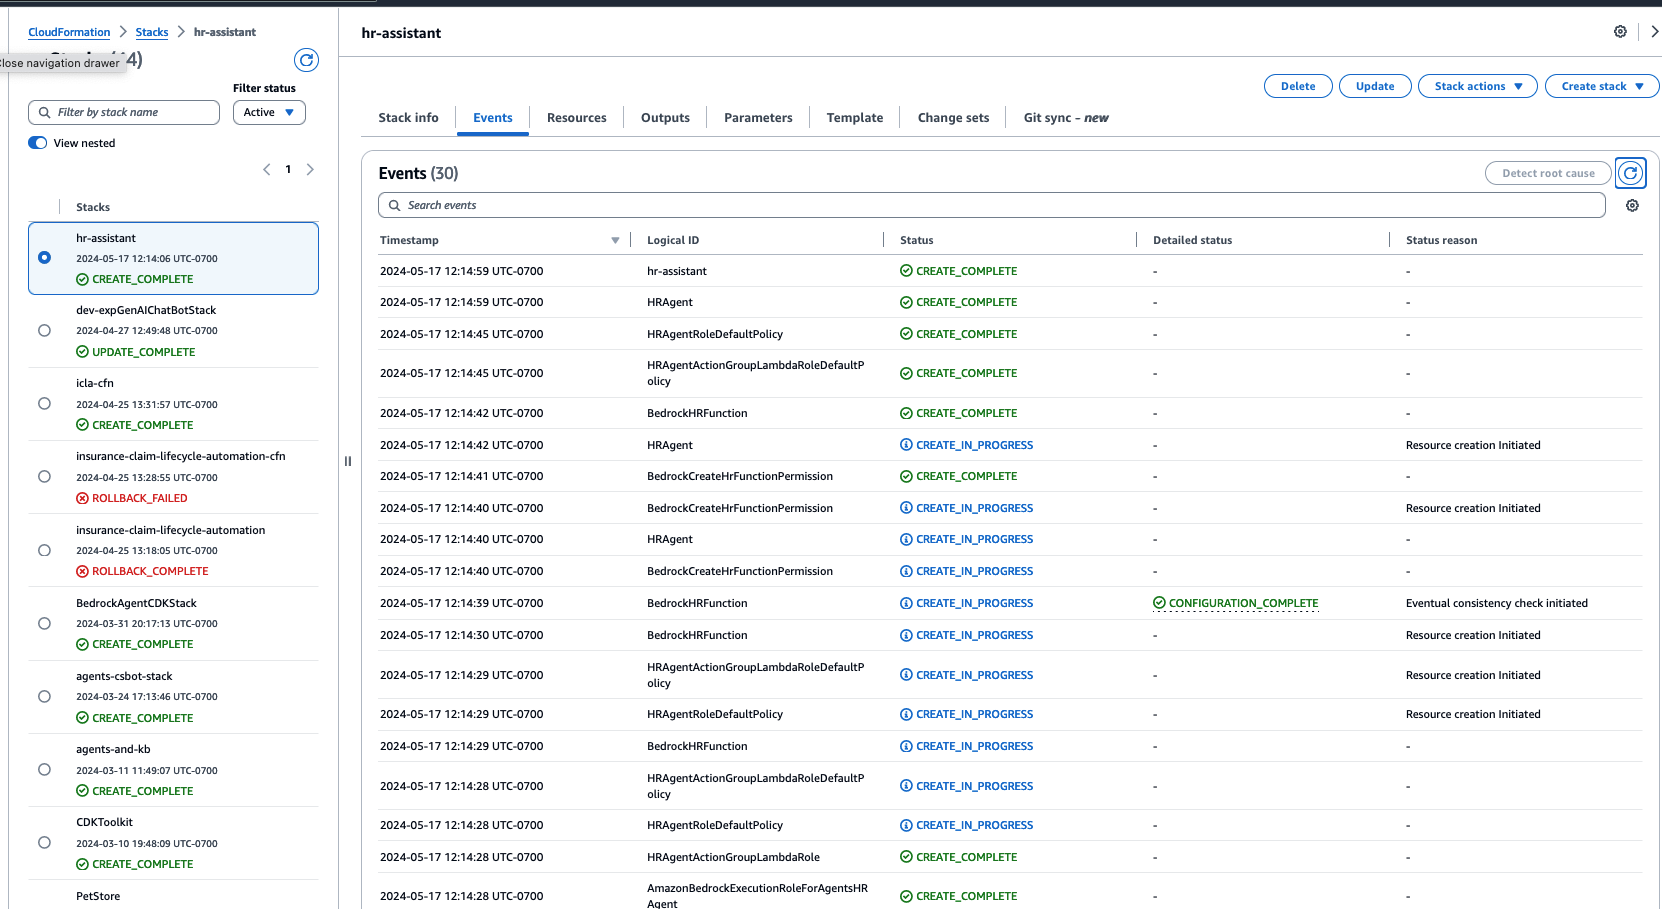 CloudFormation > Stacks > hr-assistant
Close navigation drawer
Filter status
Filter by stack name
Active
View nested
1
Stacks
hr-assistant
2024-05-17 12:14:06 UTC-0700
CREATE_COMPLETE
dev-expGenAIChatBotStack
2024-04-27 12:49:48 UTC-0700
UPDATE_COMPLETE
icla-cfn
2024-04-25 13:31:57 UTC-0700
CREATE_COMPLETE
insurance-claim-lifecycle-automation-cfn
2024-04-25 13:28:55 UTC-0700
ROLLBACK_FAILED
insurance-claim-lifecycle-automation
2024-04-25 13:18:05 UTC-0700
ROLLBACK_COMPLETE
BedrockAgentCDKStack
2024-03-31 20:17:13 UTC-0700
CREATE_COMPLETE
agents-csbot-stack
2024-03-24 17:13:46 UTC-0700
CREATE_COMPLETE
agents-and-kb
2024-03-11 11:49:07 UTC-0700
CREATE_COMPLETE
CDKToolkit
2024-03-10 19:48:09 UTC-0700
CREATE_COMPLETE
PetStore
hr-assistant
Delete
Update
Stack actions
Create stack
Stack info
Events
Resources
Outputs
Parameters
Template
Change sets
Git sync - new
Events (30)
Detect root cause
Search events
Timestamp Logical ID Status Detailed status Status reason
2024-05-17 12:14:59 UTC-0700 hr-assistant CREATE_COMPLETE - -
2024-05-17 12:14:59 UTC-0700 HRAgent CREATE_COMPLETE - -
2024-05-17 12:14:45 UTC-0700 HRAgentRoleDefaultPolicy CREATE_COMPLETE - -
2024-05-17 12:14:45 UTC-0700 HRAgentActionGroupLambdaRoleDefaultP
olicy CREATE_COMPLETE - -
2024-05-17 12:14:42 UTC-0700 BedrockHRFunction CREATE_COMPLETE - -
2024-05-17 12:14:42 UTC-0700 HRAgent CREATE_IN_PROGRESS - Resource creation Initiated
2024-05-17 12:14:41 UTC-0700 BedrockCreateHrFunctionPermission CREATE_COMPLETE - -
2024-05-17 12:14:40 UTC-0700 BedrockCreateHrFunctionPermission CREATE_IN_PROGRESS - Resource creation Initiated
2024-05-17 12:14:40 UTC-0700 HRAgent CREATE_IN_PROGRESS - -
2024-05-17 12:14:40 UTC-0700 BedrockCreateHrFunctionPermission CREATE_IN_PROGRESS - -
2024-05-17 12:14:39 UTC-0700 BedrockHRFunction CREATE_IN_PROGRESS CONFIGURATION_COMPLETE Eventual consistency check initiated
2024-05-17 12:14:30 UTC-0700 BedrockHRFunction CREATE_IN_PROGRESS - Resource creation Initiated
2024-05-17 12:14:29 UTC-0700 HRAgentActionGroupLambdaRoleDefaultP
olicy CREATE_IN_PROGRESS - Resource creation Initiated
2024-05-17 12:14:29 UTC-0700 HRAgentRoleDefaultPolicy CREATE_IN_PROGRESS - Resource creation Initiated
2024-05-17 12:14:29 UTC-0700 BedrockHRFunction CREATE_IN_PROGRESS - -
2024-05-17 12:14:28 UTC-0700 HRAgentActionGroupLambdaRoleDefaultP
olicy CREATE_IN_PROGRESS - -
2024-05-17 12:14:28 UTC-0700 HRAgentRoleDefaultPolicy CREATE_IN_PROGRESS - -
2024-05-17 12:14:28 UTC-0700 HRAgentActionGroupLambdaRole CREATE_COMPLETE - -
2024-05-17 12:14:28 UTC-0700 AmazonBedrockExecutionRoleForAgentsHR
Agent CREATE_COMPLETE - -